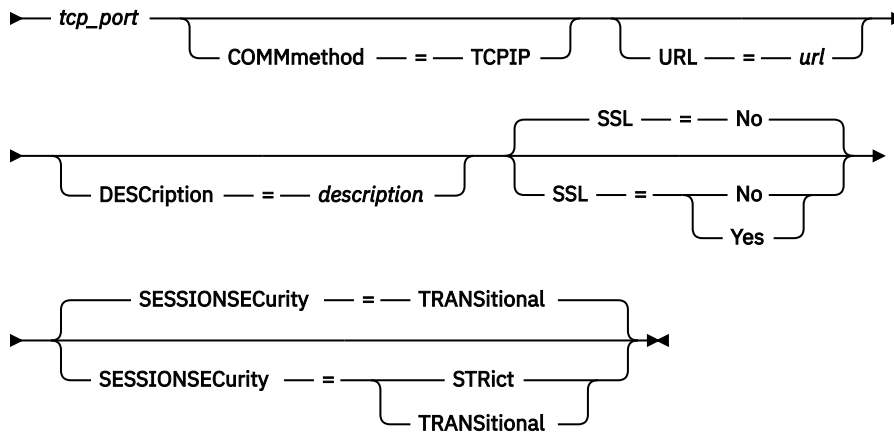 tcp_port
COMMmethod = TCPIP URL = url
SSL = No
DESCription = description SSL = No
Yes
SESSIONSECurity = TRANSitional
SESSIONSECurity = STRict
TRANSitional